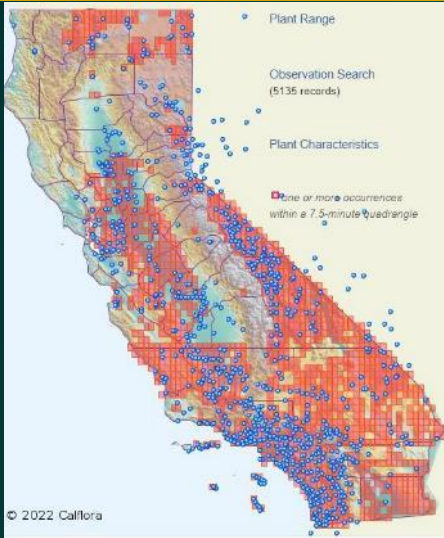 Plant Range
Observation Search
(5135 records)
Plant Characteristics
one or more occurrences
within a 7.5-minute quadrangle
© 2022 Calflora